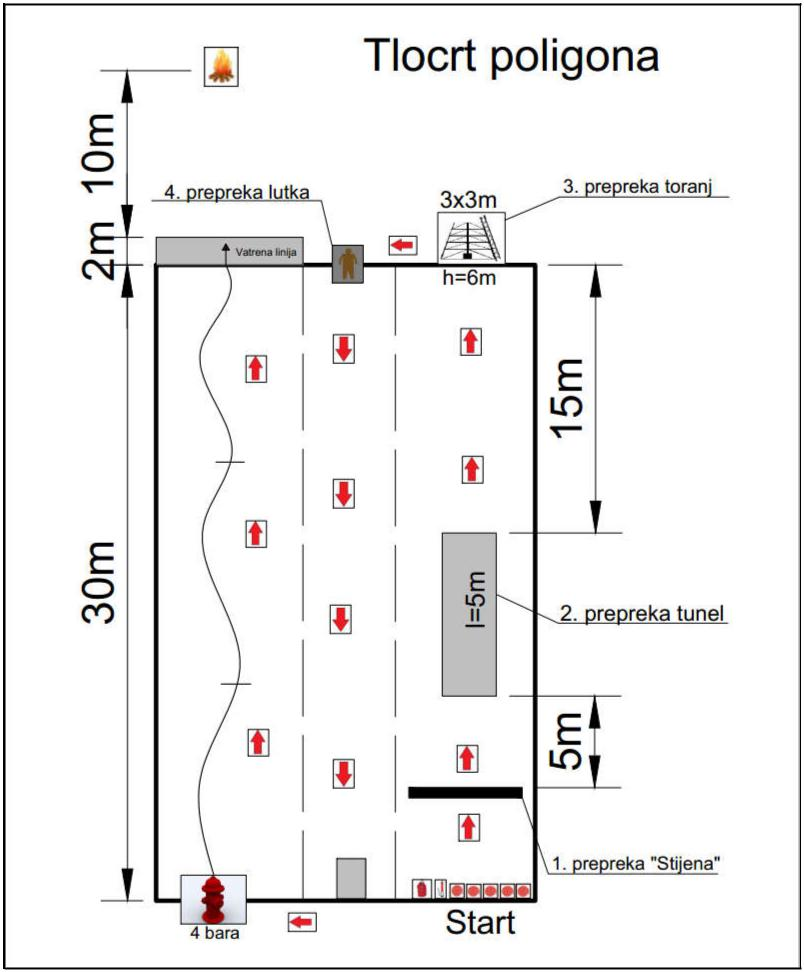 Tlocrt poligona
10m
4. prepreka lutka
3x3m
3. prepreka toranj
2m
Vatrena linija
h=6m
15m
30m
l=5m
2. prepreka tunel
5m
1. prepreka "Stijena"
Start
4 bara